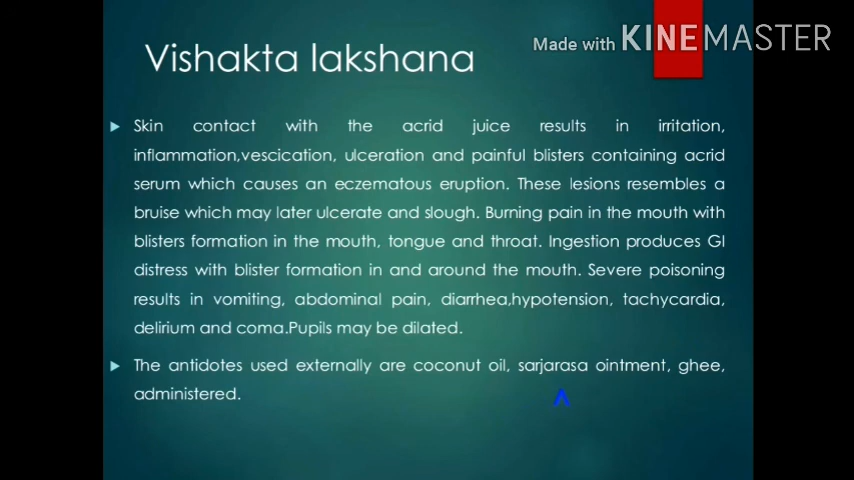 Made with KINEMASTER
Vishakta lakshana
Skin contact with the acrid juice results in irritation,
inflammation,vescication, ulceration and painful blisters containing acrid
serum which causes an eczematous eruption. These lesions resembles a
bruise which may later ulcerate and slough. Burning pain in the mouth with
blisters formation in the mouth, tongue and throat. Ingestion produces GI
distress with blister formation in and around the mouth. Severe poisoning
results in vomiting, abdominal pain, diarrhea,hypotension, tachycardia,
delirium and coma.Pupils may be dilated.
The antidotes used externally are coconut oil, sarjarasa ointment, ghee,
administered.